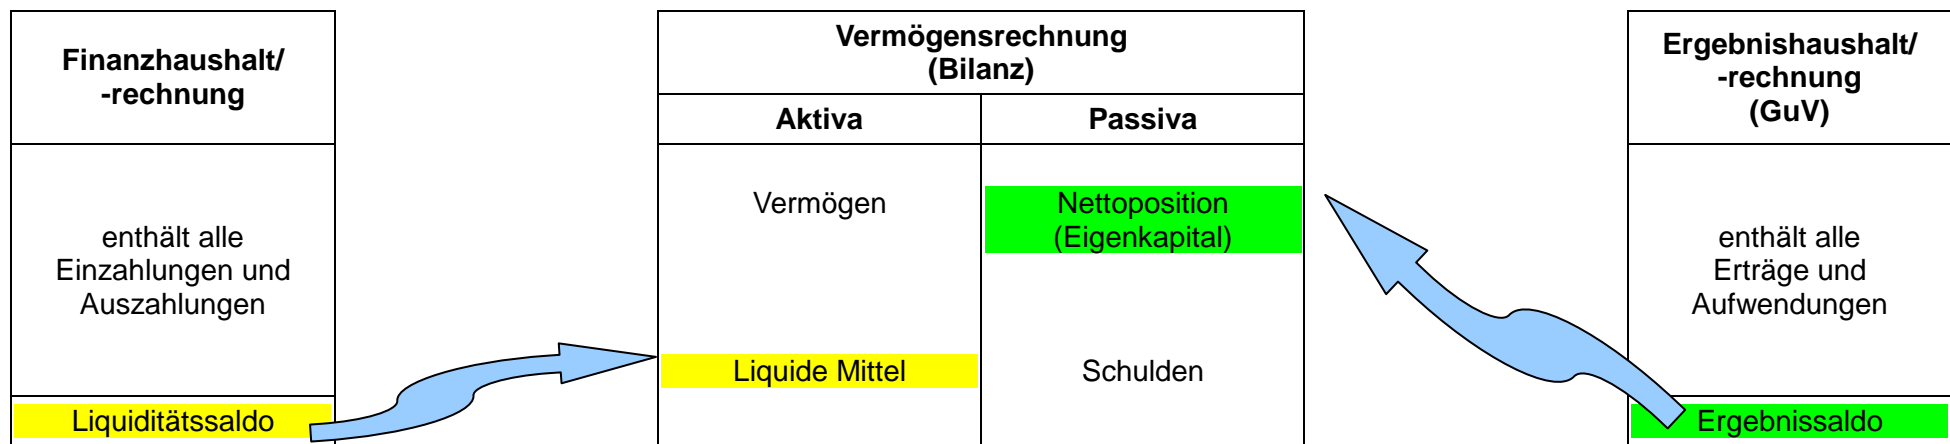 Finanzhaushalt/
-rechnung
enthält alle
Einzahlungen und
Auszahlungen
Liquiditätssaldo
Vermögensrechnung
(Bilanz)
Aktiva
Passiva
Vermögen
Nettoposition
(Eigenkapital)
Liquide Mittel
Schulden
Ergebnishaushalt/
-rechnung
(GuV)
enthält alle
Erträge und
Aufwendungen
Ergebnissaldo